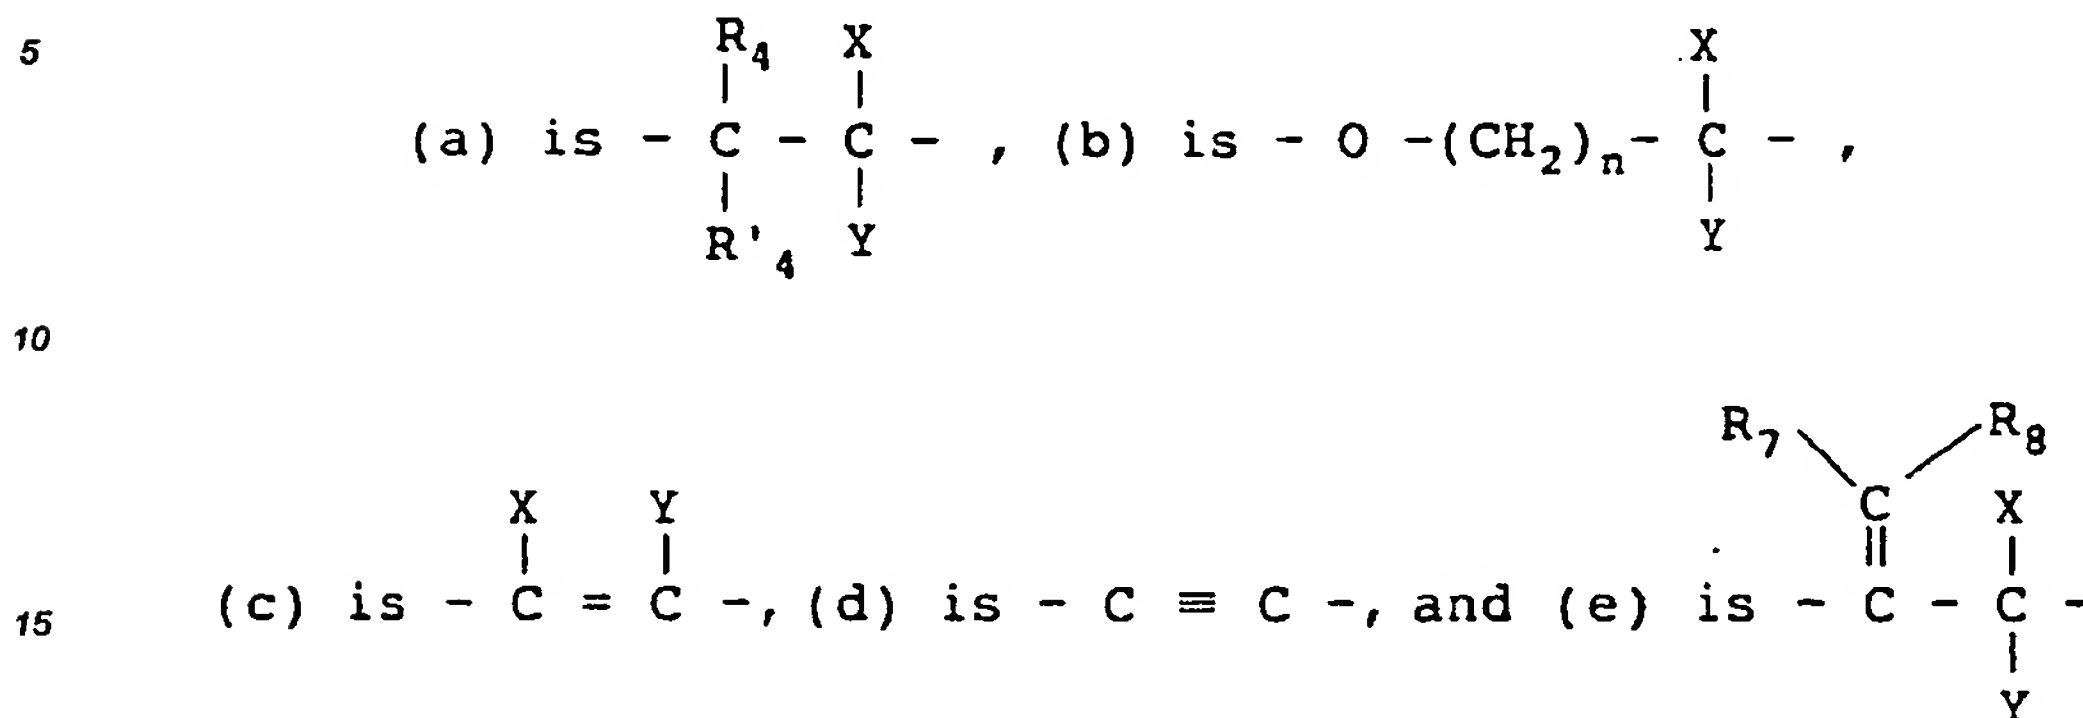 5 R4 X X
(a) is - C - C - , (b) is - O -(CH2)n- C - ,
R'4 Y Y
10
R7 R8
X Y C X
15 (c) is - C = C -, (d) is - C ≡ C -, and (e) is - C - C -
Y